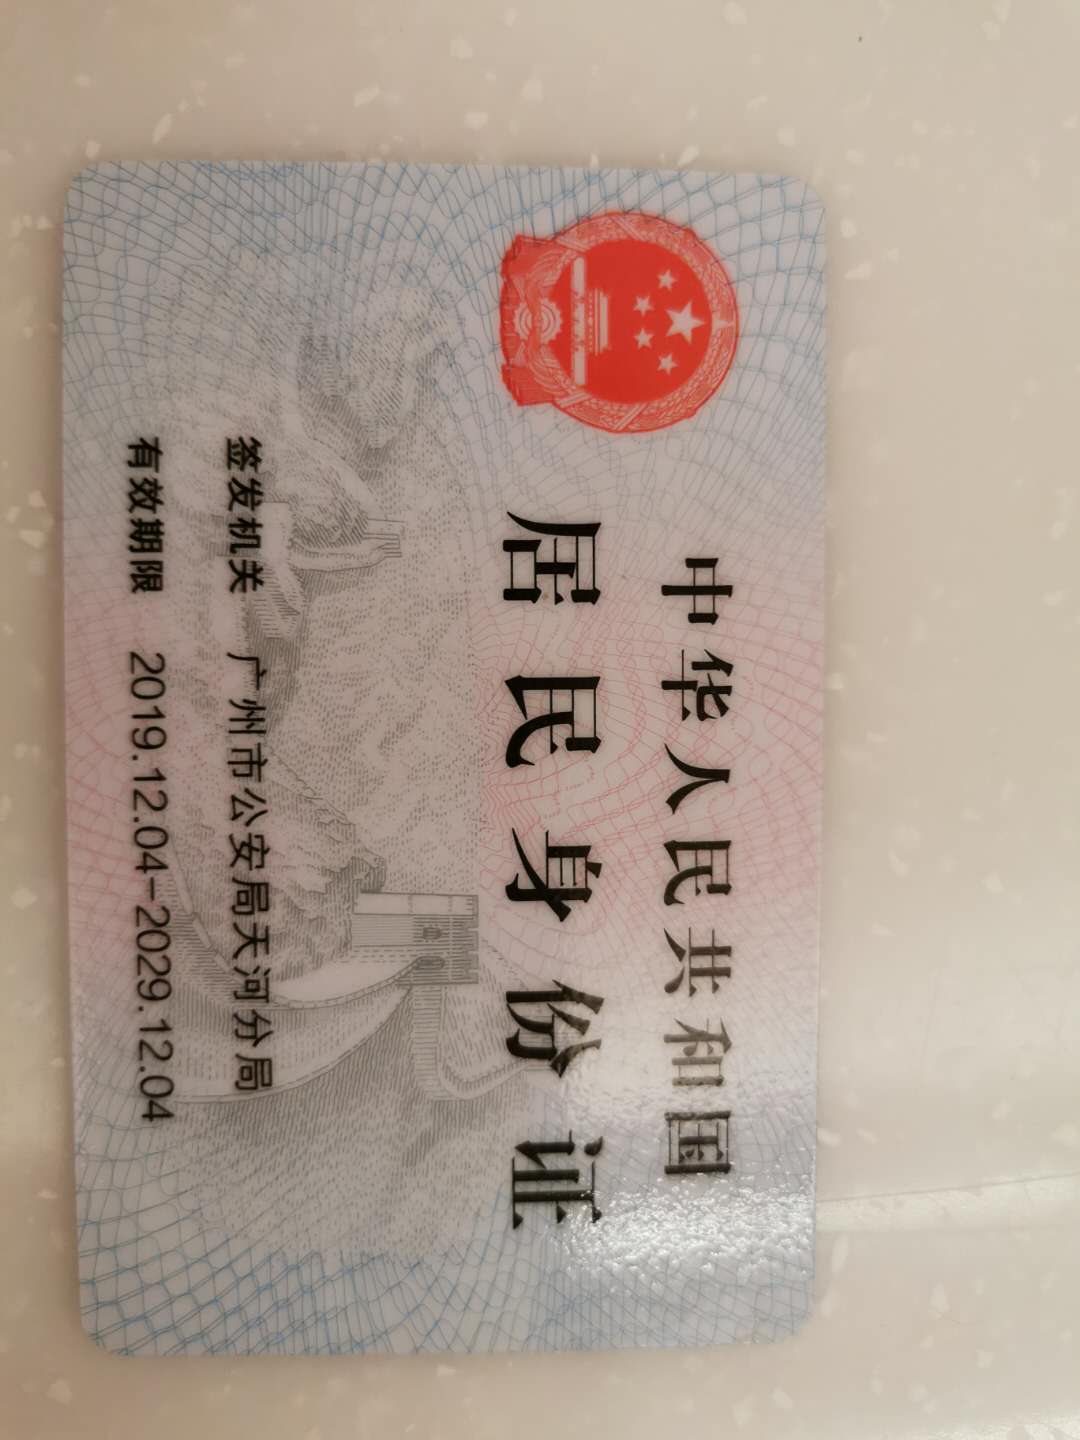 中华人民共和国
居民身份证
签发机关 广州市公安局天河分局
有效期限 2019.12.04-2029.12.04